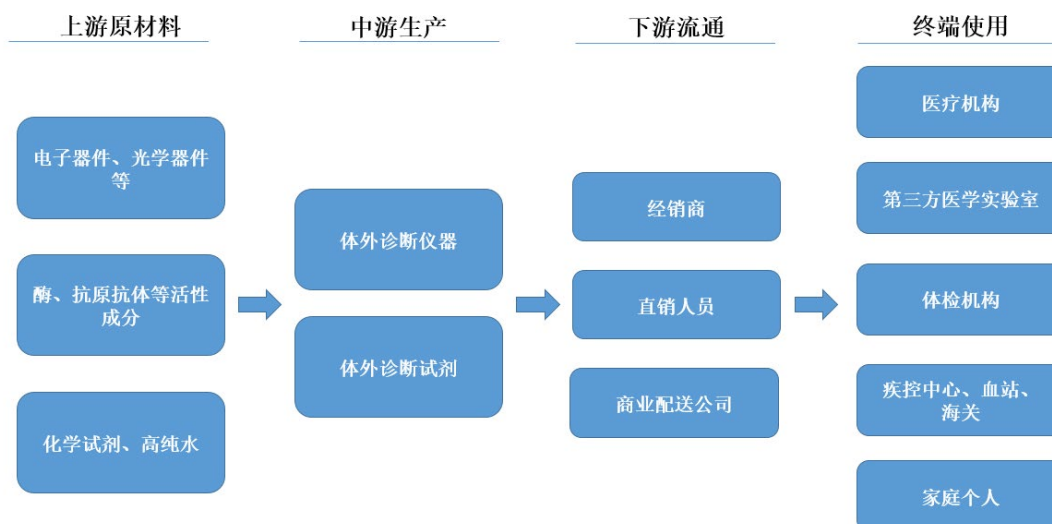 上游原材料
中游生产
下游流通
终端使用
电子器件、光学器件
等
酶、抗原抗体等活性
成分
化学试剂、高纯水
体外诊断仪器
体外诊断试剂
经销商
直销人员
商业配送公司
医疗机构
第三方医学实验室
体检机构
疾控中心、血站、
海关
家庭个人